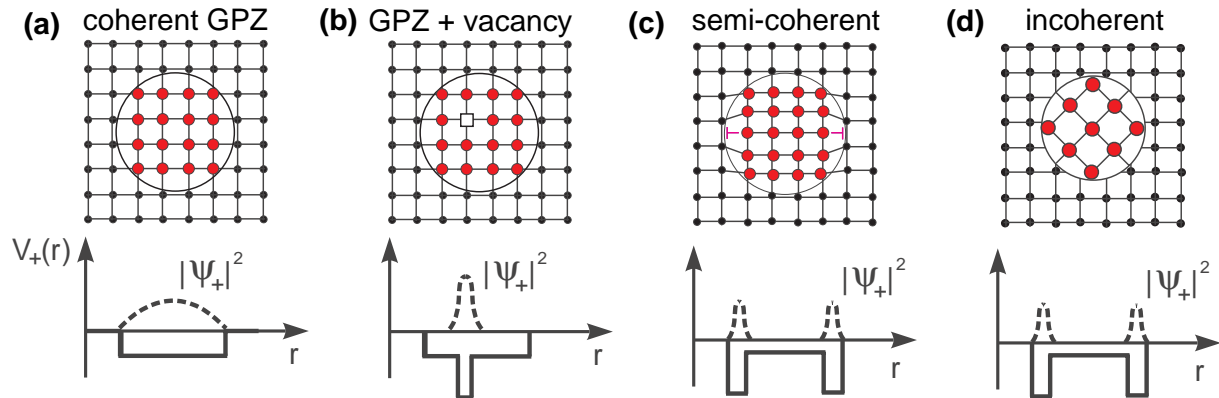 (a) coherent GPZ
(b) GPZ + vacancy
(c) semi-coherent
(d) incoherent
V₊(r)
|Ψ₊|²
r
|Ψ₊|²
r
|Ψ₊|²
r
|Ψ₊|²
r